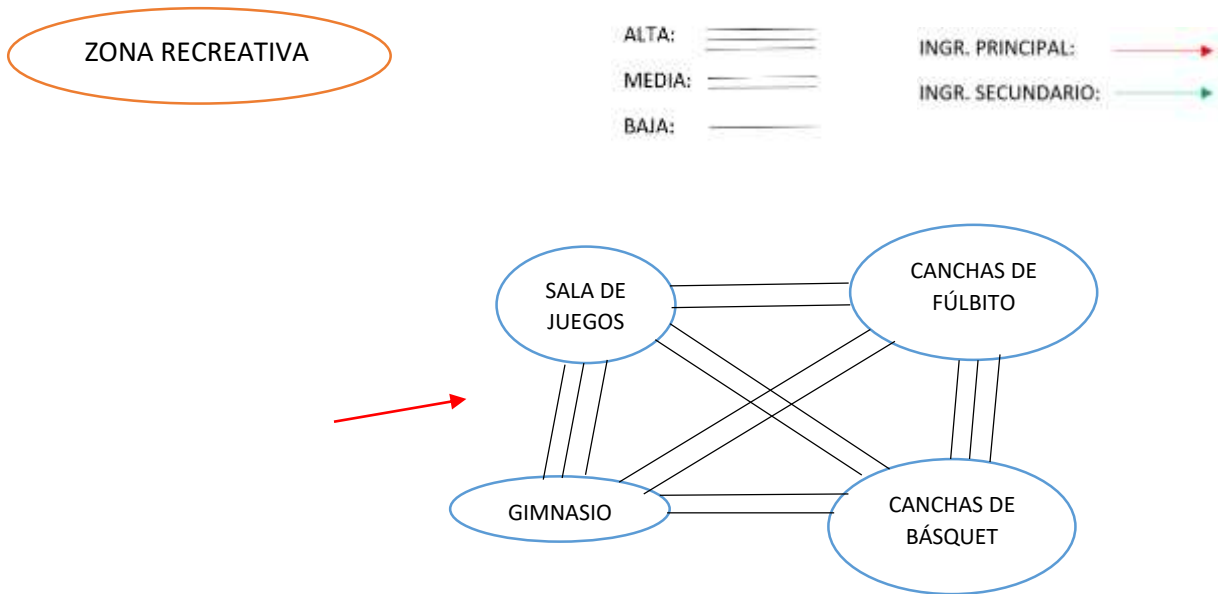 ZONA RECREATIVA
ALTA:
MEDIA:
BAJA:
INGR. PRINCIPAL:
INGR. SECUNDARIO:
SALA DE
JUEGOS
CANCHAS DE
FÚLBITO
GIMNASIO
CANCHAS DE
BÁSQUET